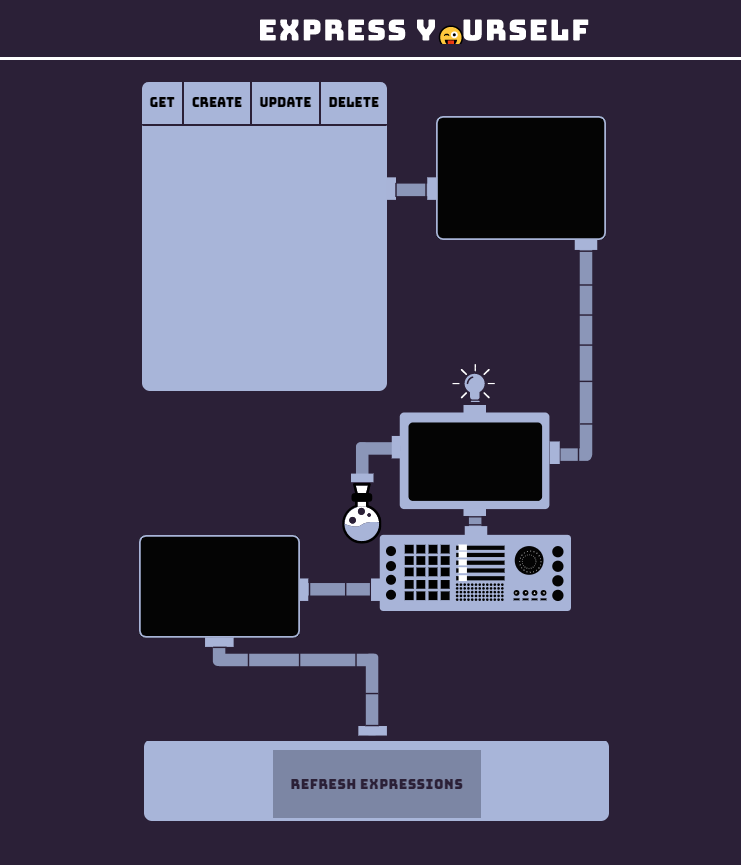 EXPRESS Y😜URSELF
GET CREATE UPDATE DELETE
REFRESH EXPRESSIONS